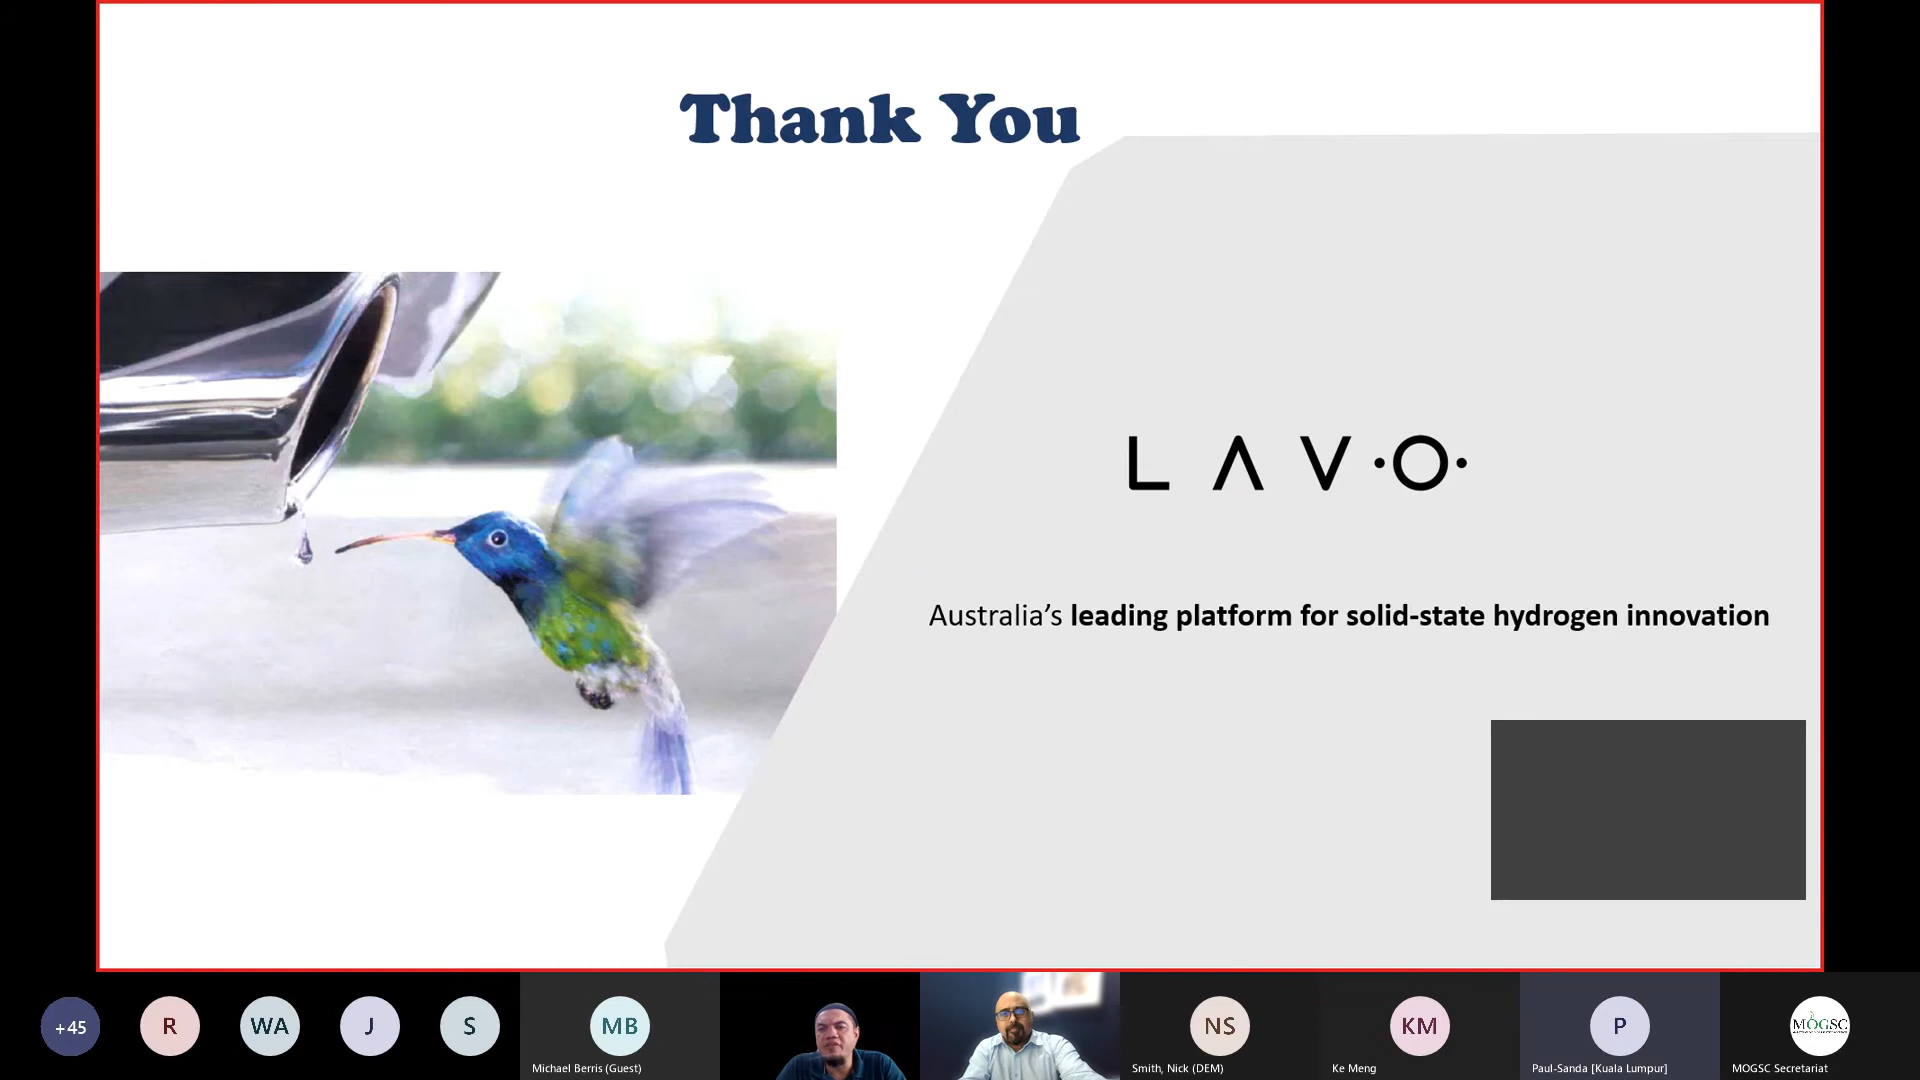 Thank You
LAV·O·
Australia’s leading platform for solid-state hydrogen innovation
+45
R
WA
J
S
MB
Michael Berris (Guest)
NS
Smith, Nick (DEM)
KM
Ke Meng
P
Paul-Sanda [Kuala Lumpur]
MOGSC
MOGSC Secretariat